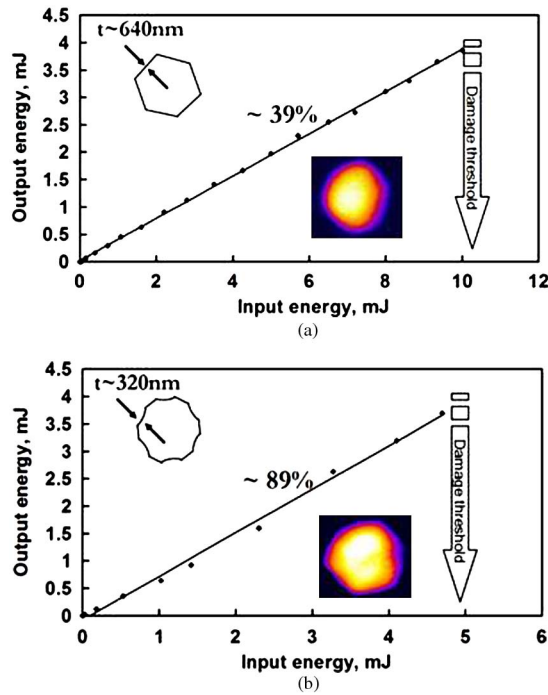 4.5
4
3.5
3
2.5
2
1.5
1
0.5
0
Output energy, mJ
t~640nm
~ 39%
Damage threshold
0 2 4 6 8 10 12
Input energy, mJ
(a)
4.5
4
3.5
3
2.5
2
1.5
1
0.5
0
Output energy, mJ
t~320nm
~ 89%
Damage threshold
0 1 2 3 4 5 6
Input energy, mJ
(b)